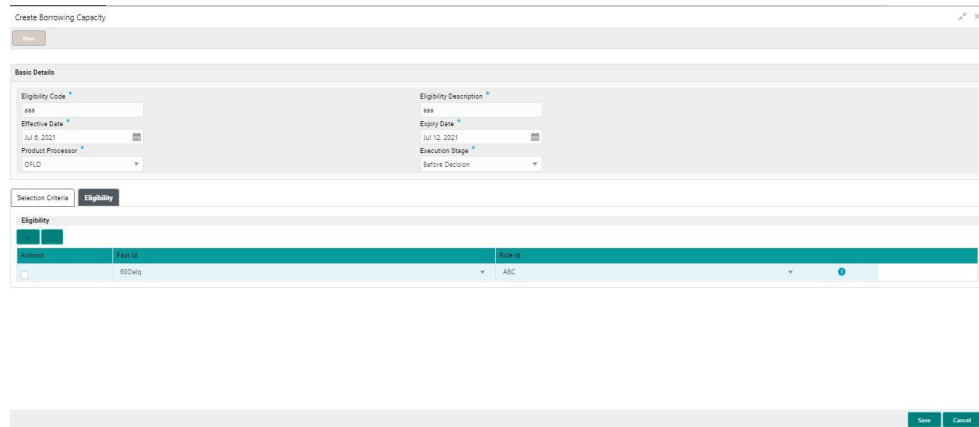 Create Borrowing Capacity
New
Basic Details
Eligibility Code *
aaa
Eligibility Description *
aaa
Effective Date *
Jul 6, 2021
Expiry Date *
Jul 12, 2021
Product Processor *
OFLO
Execution Stage *
Before Decision
Selection Criteria
Eligibility
Eligibility
Actions
Fact Id
Rule Id
60Delq
ABC
Save
Cancel